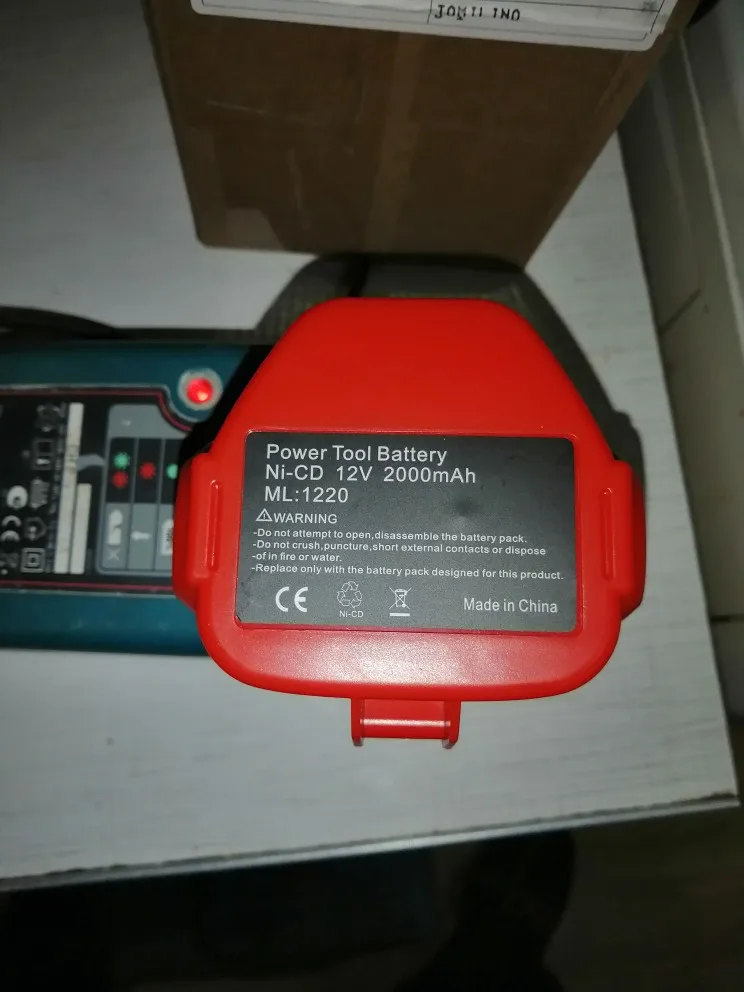 Power Tool Battery
Ni-CD 12V 2000mAh
ML:1220
WARNING
-Do not attempt to open,disassemble the battery pack.
-Do not crush,puncture,short external contacts or dispose
-of in fire or water.
-Replace only with the battery pack designed for this product.
CE
NI-CD
Made in China